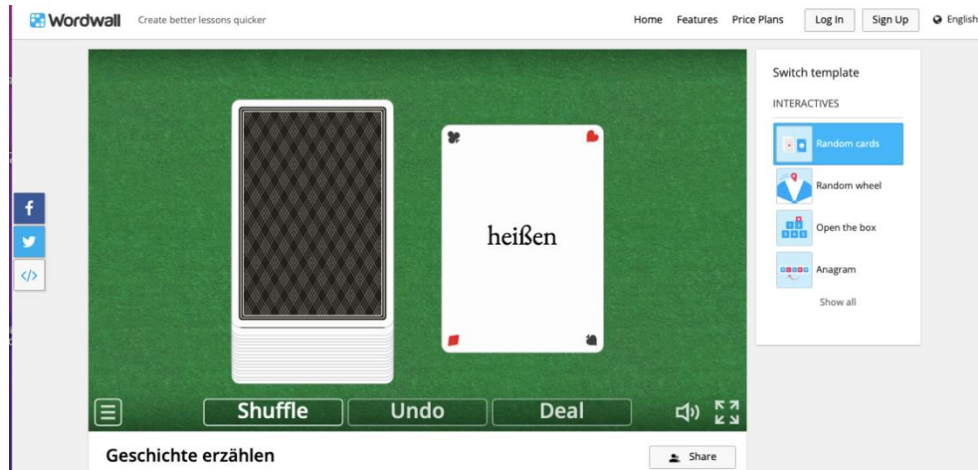 Wordwall Create better lessons quicker Home Features Price Plans Log In Sign Up English
Switch template
INTERACTIVES
Random cards
Random wheel
Open the box
Anagram
Show all
heißen
Shuffle Undo Deal
Geschichte erzählen Share